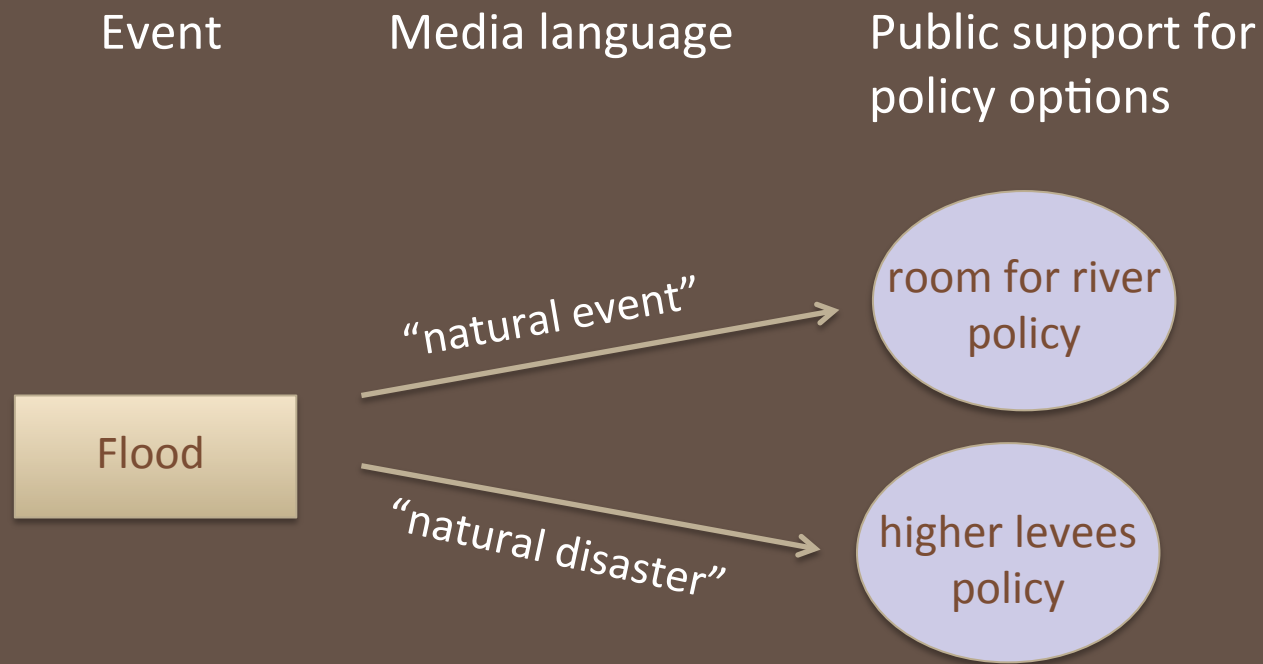 Event
Media language
Public support for
policy options
“natural event”
room for river
policy
Flood
“natural disaster”
higher levees
policy